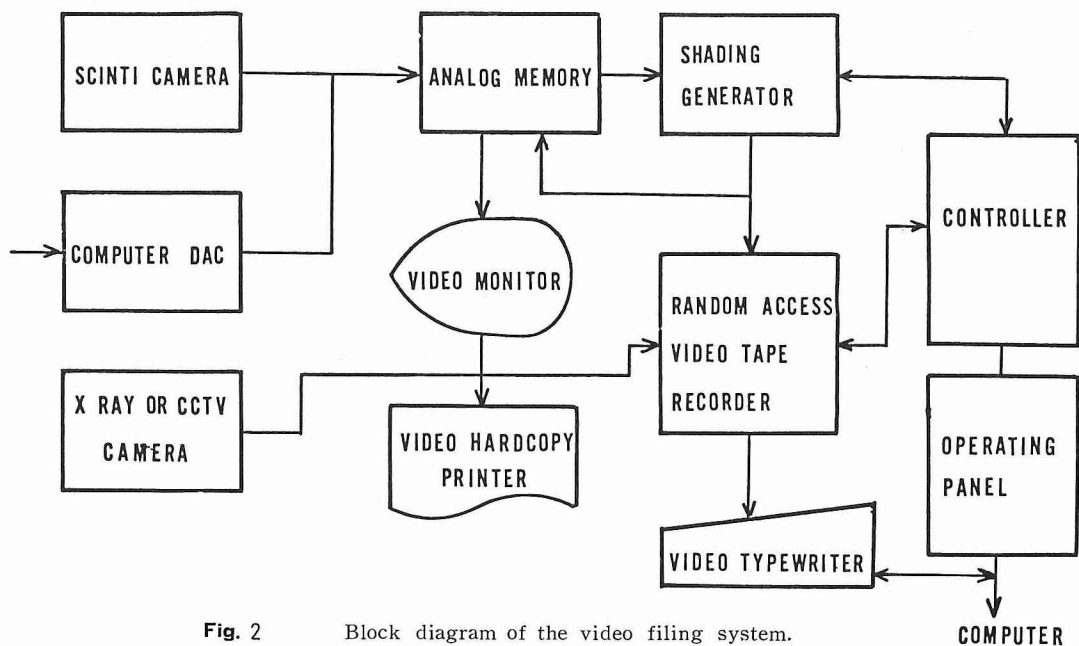 SCINTI CAMERA
ANALOG MEMORY
SHADING
GENERATOR
COMPUTER DAC
VIDEO MONITOR
CONTROLLER
RANDOM ACCESS
VIDEO TAPE
RECORDER
X RAY OR CCTV
CAMERA
VIDEO HARDCOPY
PRINTER
OPERATING
PANEL
VIDEO TYPEWRITER
COMPUTER
Fig. 2 Block diagram of the video filing system.